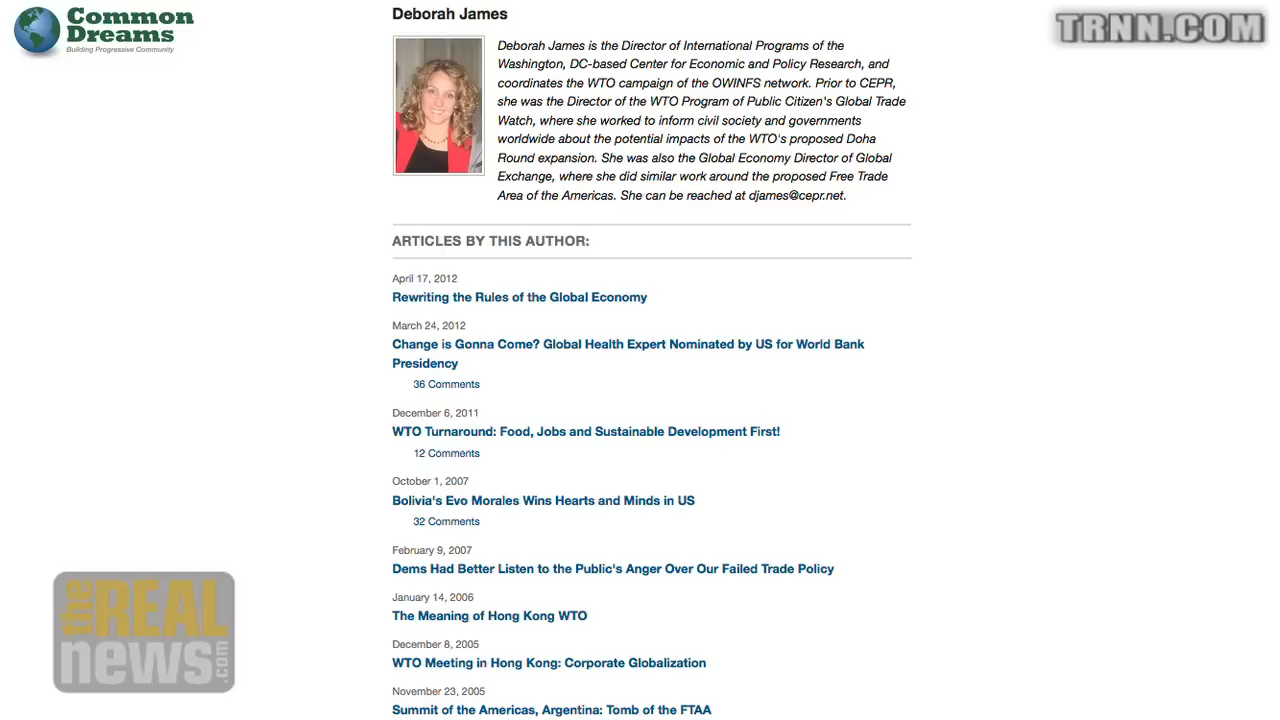 Common
Dreams
Building Progressive Community
TRNN.COM
Deborah James
Deborah James is the Director of International Programs of the
Washington, DC-based Center for Economic and Policy Research, and
coordinates the WTO campaign of the OWINFS network. Prior to CEPR,
she was the Director of the WTO Program of Public Citizen's Global Trade
Watch, where she worked to inform civil society and governments
worldwide about the potential impacts of the WTO's proposed Doha
Round expansion. She was also the Global Economy Director of Global
Exchange, where she did similar work around the proposed Free Trade
Area of the Americas. She can be reached at djames@cepr.net.
ARTICLES BY THIS AUTHOR:
April 17, 2012
Rewriting the Rules of the Global Economy
March 24, 2012
Change is Gonna Come? Global Health Expert Nominated by US for World Bank
Presidency
36 Comments
December 6, 2011
WTO Turnaround: Food, Jobs and Sustainable Development First!
12 Comments
October 1, 2007
Bolivia's Evo Morales Wins Hearts and Minds in US
32 Comments
February 9, 2007
Dems Had Better Listen to the Public's Anger Over Our Failed Trade Policy
January 14, 2006
The Meaning of Hong Kong WTO
December 8, 2005
WTO Meeting in Hong Kong: Corporate Globalization
November 23, 2005
Summit of the Americas, Argentina: Tomb of the FTAA
the REAL
news.com